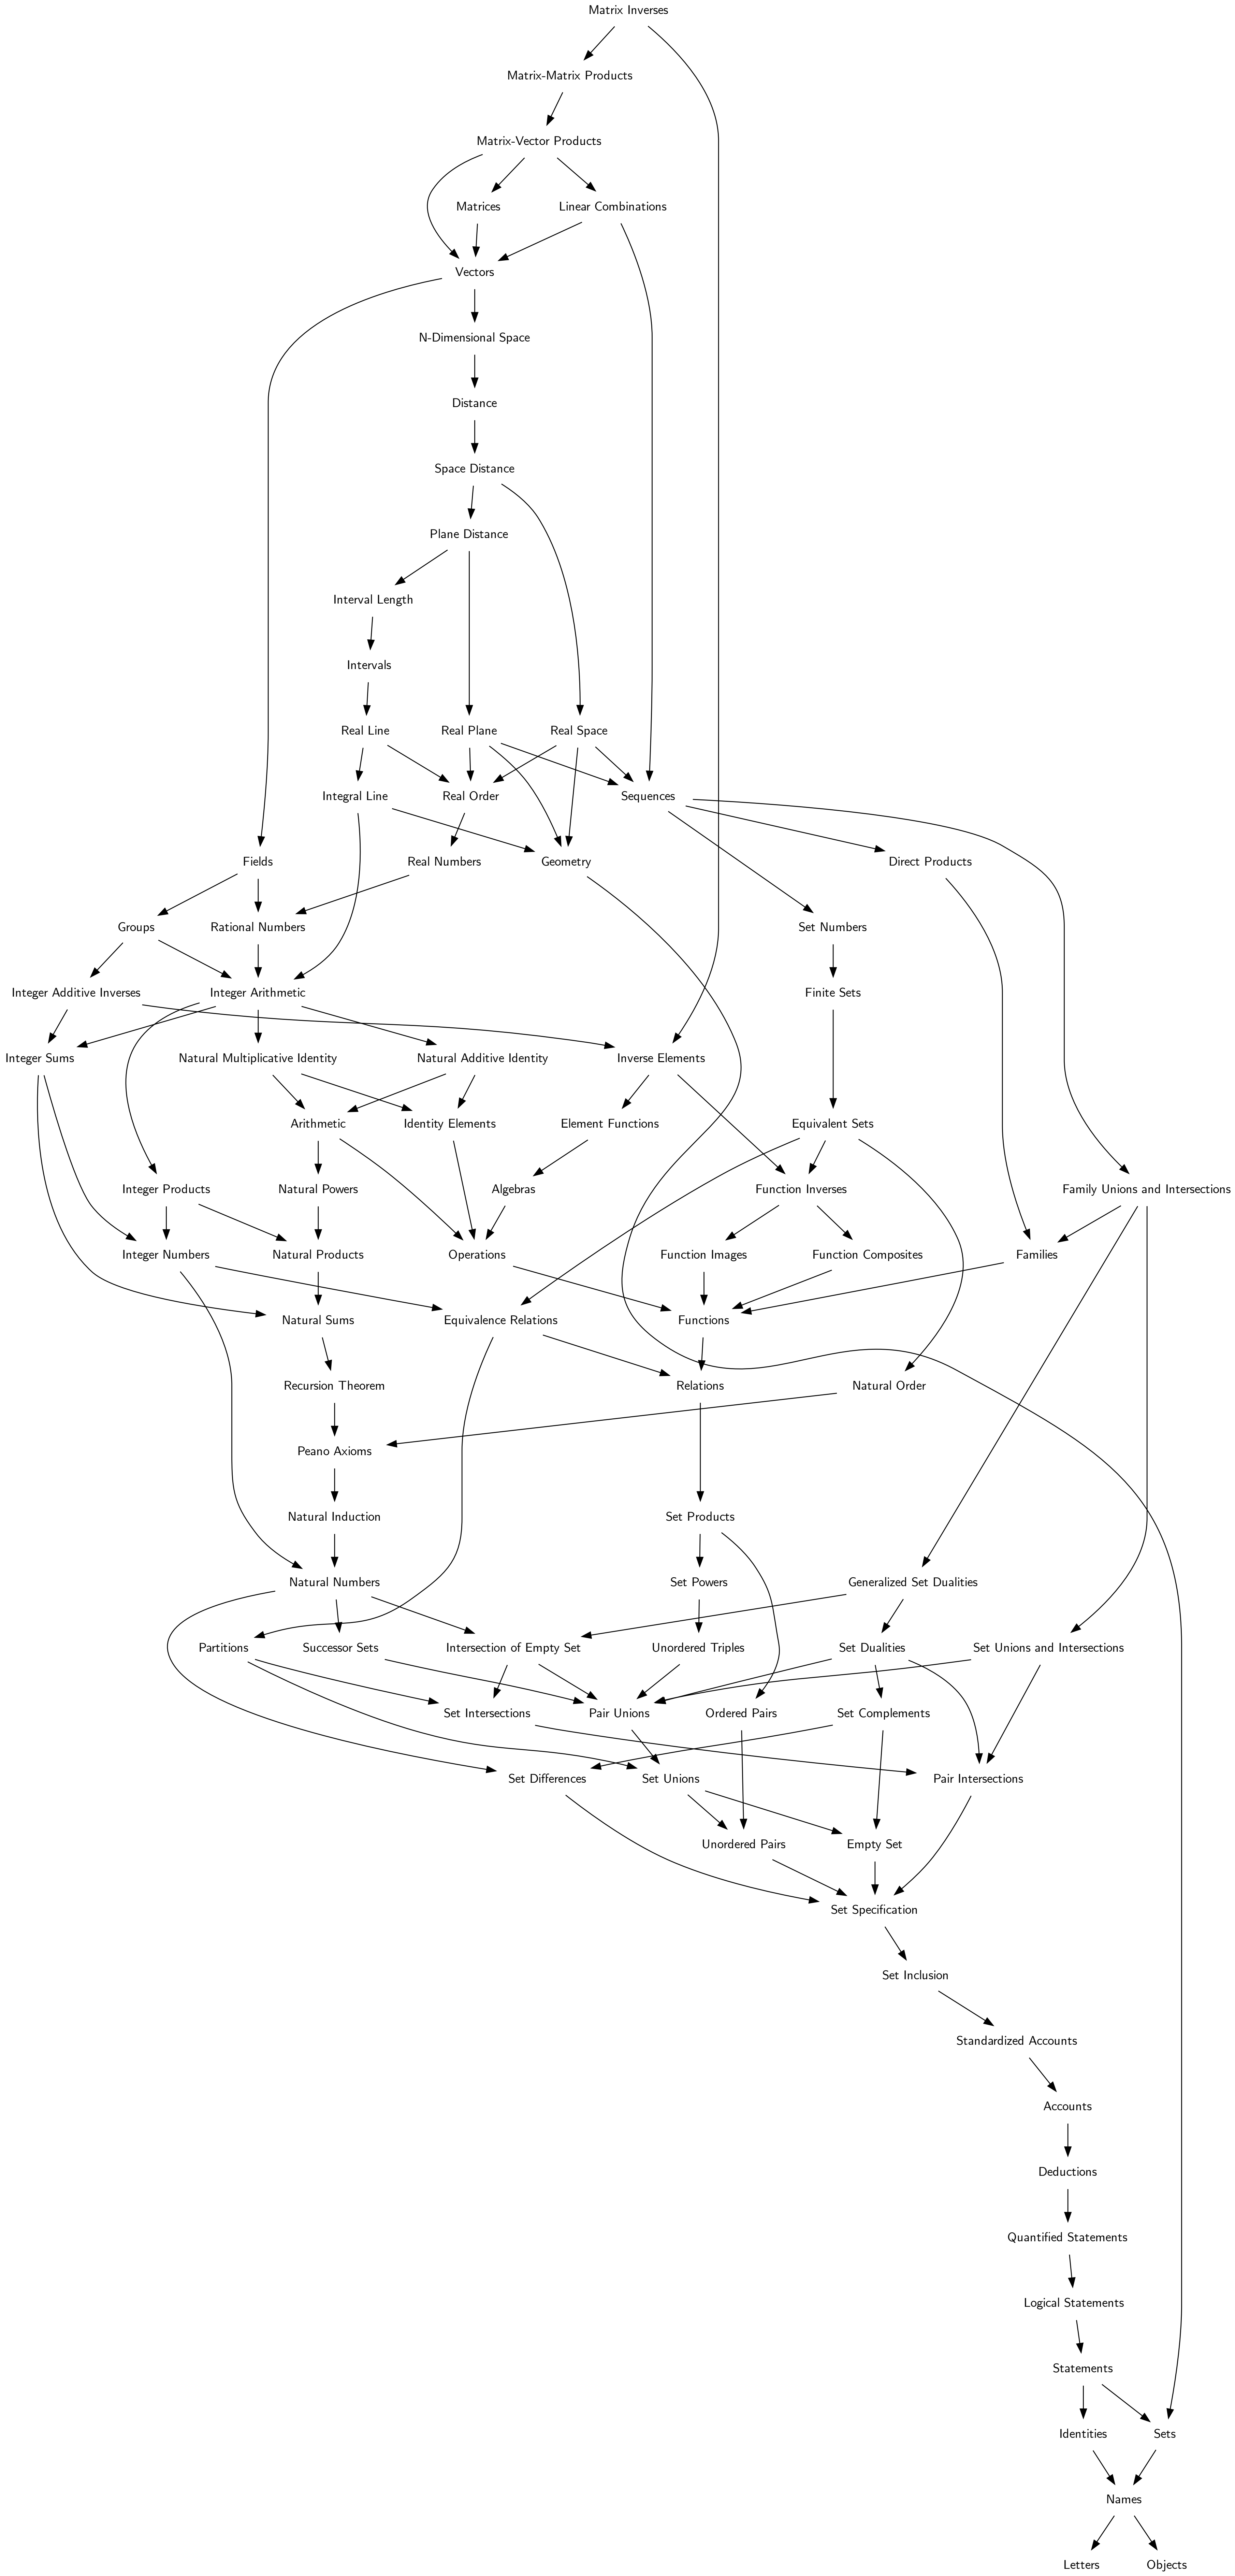 Matrix Inverses
Matrix-Matrix Products
Matrix-Vector Products
Matrices
Linear Combinations
Vectors
N-Dimensional Space
Distance
Space Distance
Plane Distance
Interval Length
Intervals
Real Line
Real Plane
Real Space
Integral Line
Real Order
Sequences
Fields
Real Numbers
Geometry
Direct Products
Groups
Rational Numbers
Set Numbers
Integer Additive Inverses
Integer Arithmetic
Finite Sets
Integer Sums
Natural Multiplicative Identity
Natural Additive Identity
Inverse Elements
Arithmetic
Identity Elements
Element Functions
Equivalent Sets
Integer Products
Natural Powers
Algebras
Function Inverses
Family Unions and Intersections
Integer Numbers
Natural Products
Operations
Function Images
Function Composites
Families
Natural Sums
Equivalence Relations
Functions
Recursion Theorem
Relations
Natural Order
Peano Axioms
Natural Induction
Set Products
Natural Numbers
Set Powers
Generalized Set Dualities
Partitions
Successor Sets
Intersection of Empty Set
Unordered Triples
Set Dualities
Set Unions and Intersections
Set Intersections
Pair Unions
Ordered Pairs
Set Complements
Set Differences
Set Unions
Pair Intersections
Unordered Pairs
Empty Set
Set Specification
Set Inclusion
Standardized Accounts
Accounts
Deductions
Quantified Statements
Logical Statements
Statements
Identities
Sets
Names
Letters
Objects